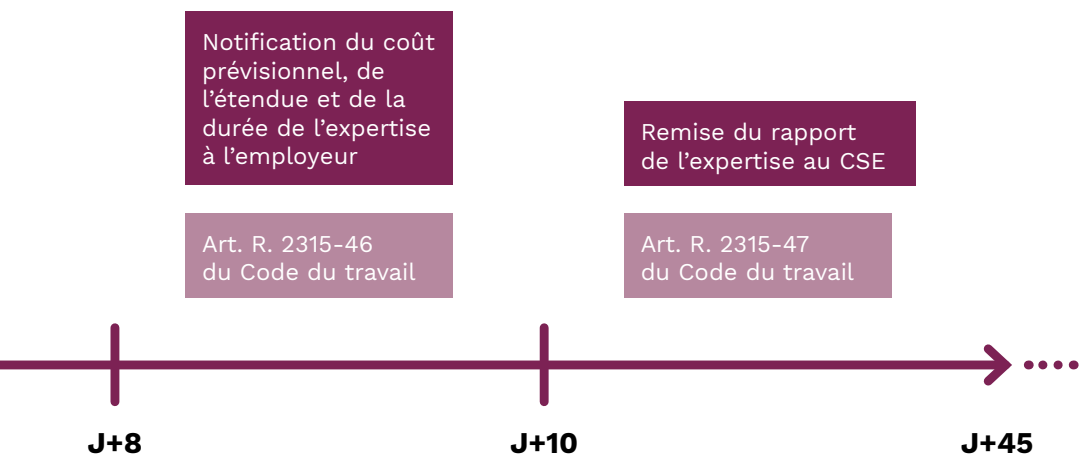 Notification du coût
prévisionnel, de
l’étendue et de la
durée de l’expertise
à l’employeur
Art. R. 2315-46
du Code du travail
Remise du rapport
de l’expertise au CSE
Art. R. 2315-47
du Code du travail
J+8
J+10
J+45